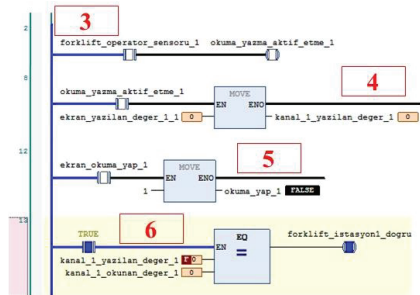 3
2
forklift_operator_sensoru_1 okuma_yazma_aktif_etme_1
okuma_yazma_aktif_etme_1
MOVE
4
EN ENO
ekran_yazilan_deger_1_1 0 kanal_1_yazilan_deger_1 0
12
ekran_okuma_yap_1
MOVE
5
EN ENO
1 okuma_yap_1 FALSE
13
TRUE
6
EQ
forklift_istasyon1_dogru
EN
=
kanal_1_yazilan_deger_1 F 0
kanal_1_okunan_deger_1 0